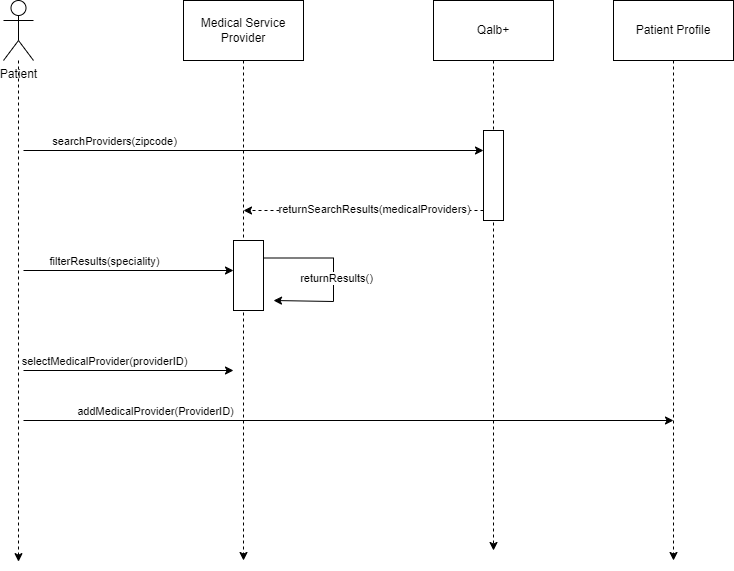 Medical Service
Provider
Qalb+
Patient Profile
Patient
searchProviders(zipcode)
returnSearchResults(medicalProviders)
filterResults(speciality)
returnResults()
selectMedicalProvider(providerID)
addMedicalProvider(ProviderID)